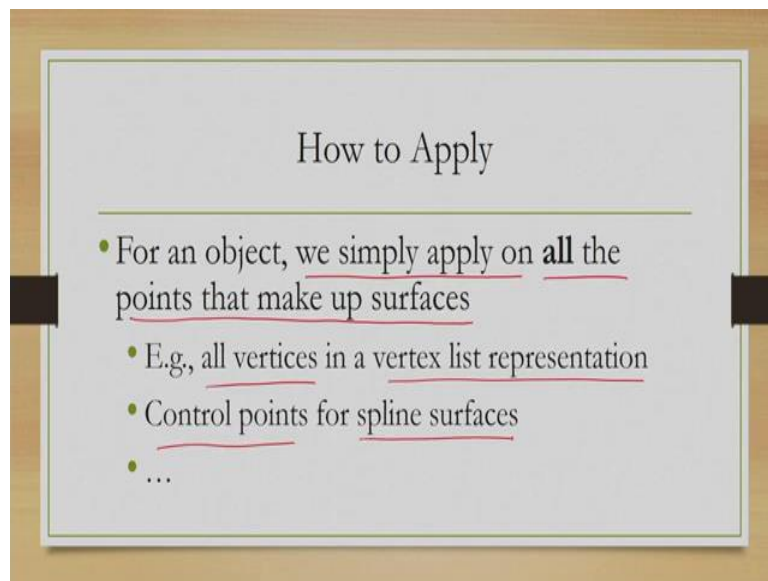 How to Apply
• For an object, we simply apply on all the
points that make up surfaces
• E.g., all vertices in a vertex list representation
• Control points for spline surfaces
• ...